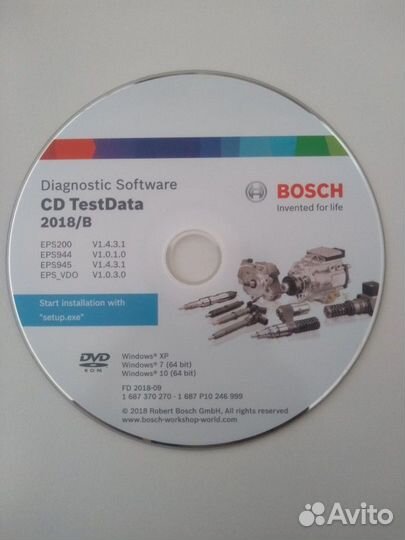 Diagnostic Software
CD TestData
2018/B
BOSCH
Invented for life
EPS200 V1.4.3.1
EPS944 V1.0.1.0
EPS945 V1.4.3.1
EPS_VDO V1.0.3.0
Start installation with
"setup.exe"
DVD
ROM
Windows® XP
Windows® 7 (64 bit)
Windows® 10 (64 bit)
FD 2018-09
1 687 370 270 - 1 687 P10 246 999
© 2018 Robert Bosch GmbH, All rights reserved
www.bosch-workshop-world.com
Avito